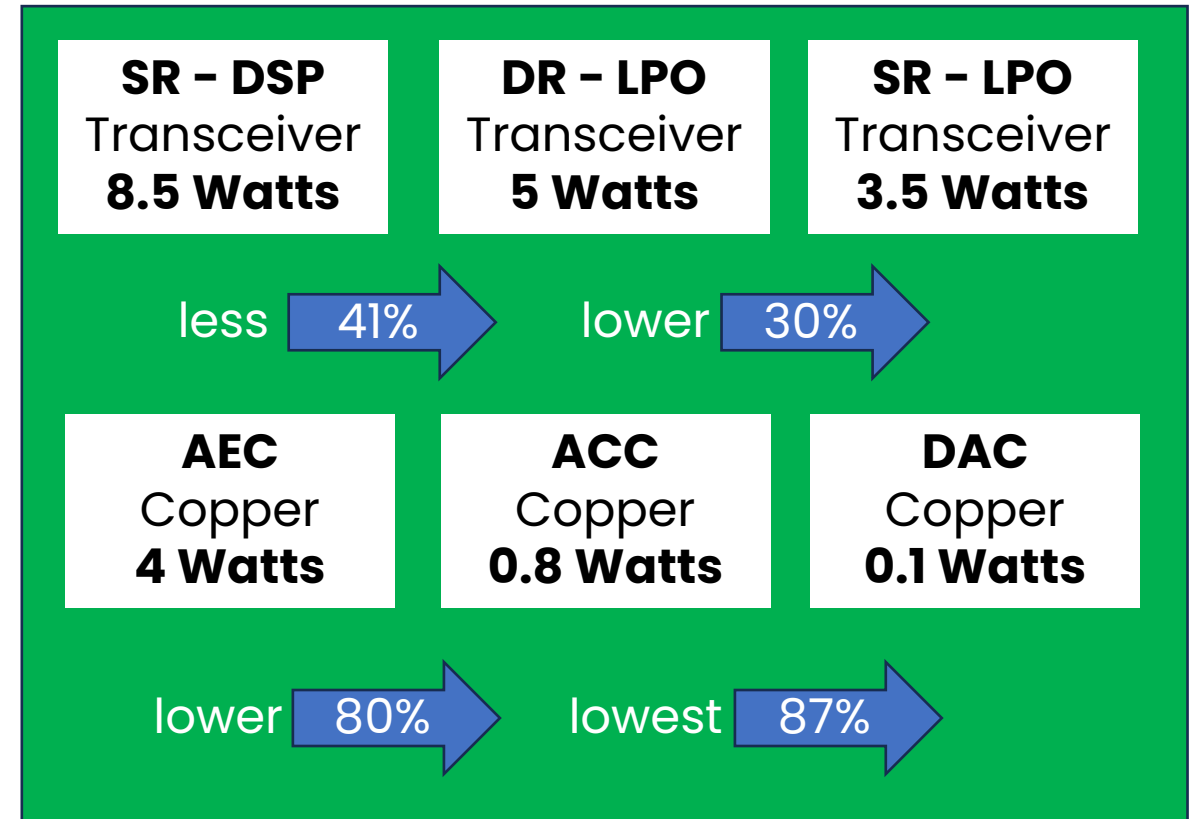 SR – DSP
Transceiver
8.5 Watts
DR – LPO
Transceiver
5 Watts
SR – LPO
Transceiver
3.5 Watts
less 41%
lower 30%
AEC
Copper
4 Watts
ACC
Copper
0.8 Watts
DAC
Copper
0.1 Watts
lower 80%
lowest 87%